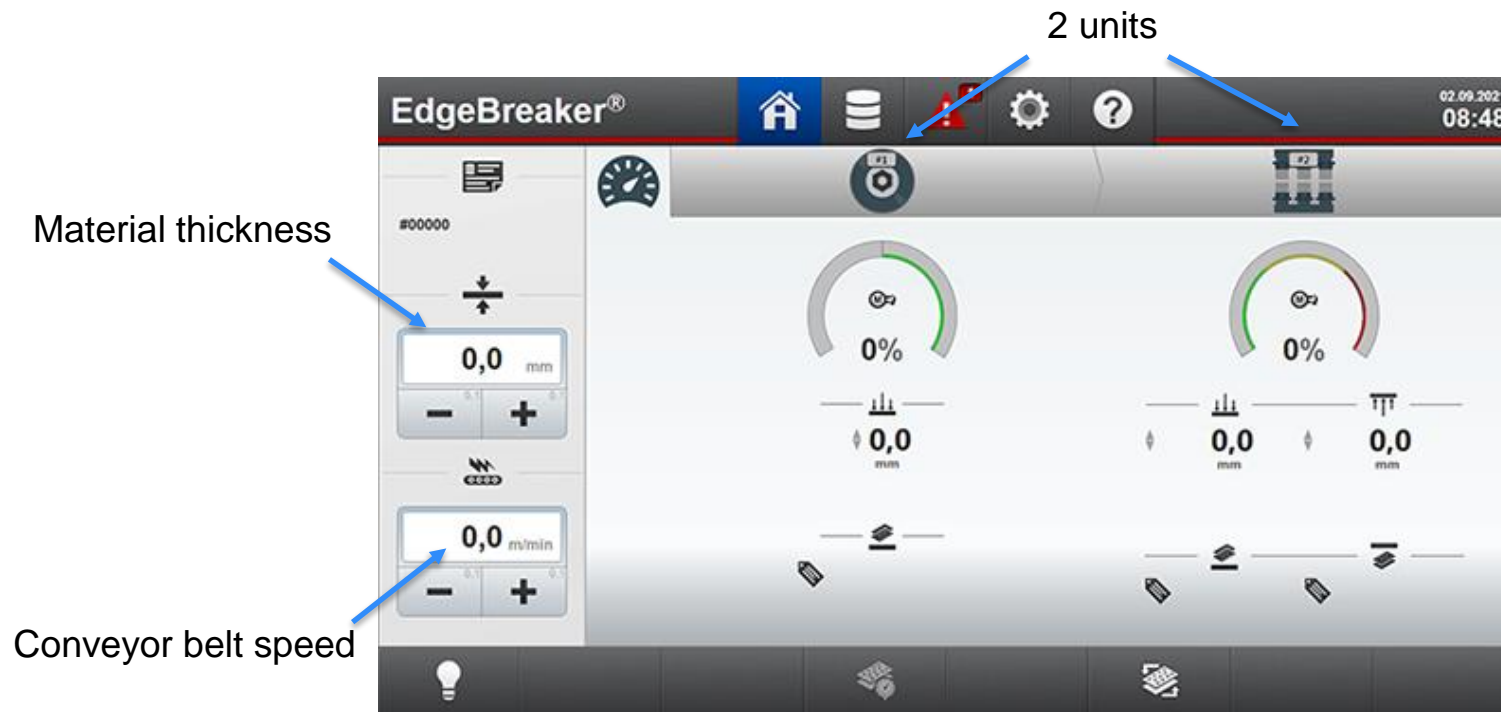 2 units
EdgeBreaker®
02.09.202
08:48
#1
#2
#00000
Material thickness
0,0 mm
0.1
0.1
0%
0%
M
M
0,0
mm
0,0
mm
0,0
mm
0,0 m/min
0.1
0.1
Conveyor belt speed